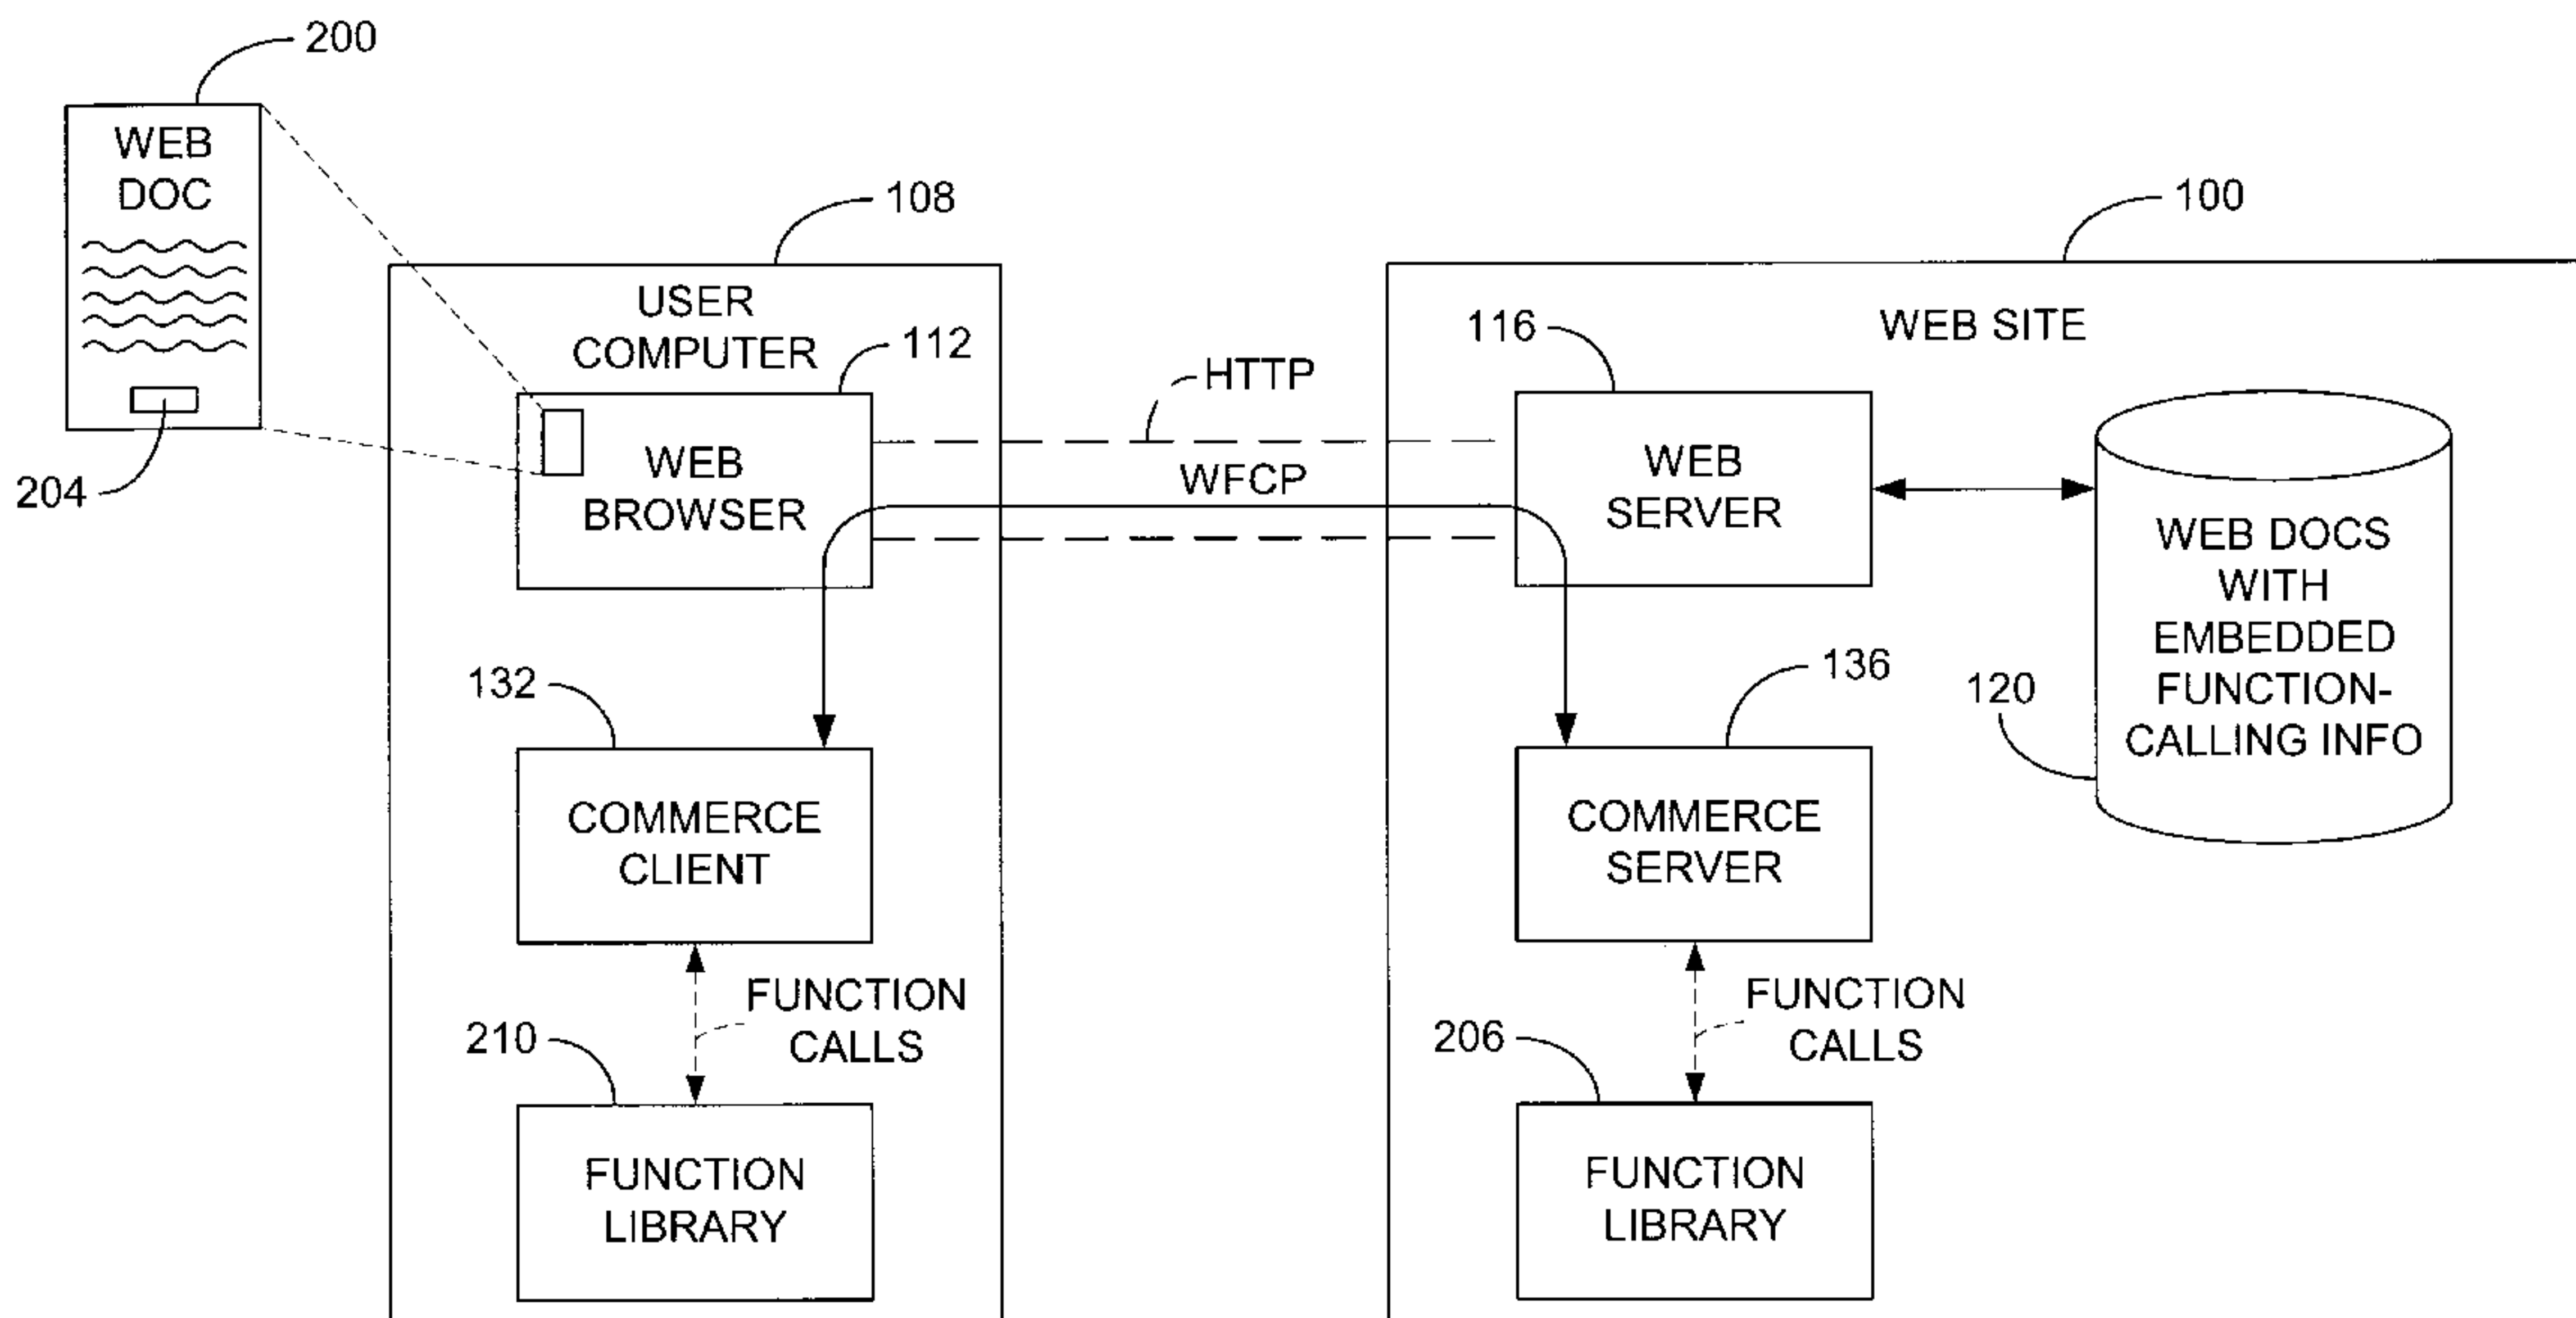 200
WEB
DOC
204
108
USER
COMPUTER
112
WEB
BROWSER
HTTP
WFCP
100
WEB SITE
116
WEB
SERVER
WEB DOCS
WITH
EMBEDDED
FUNCTION-
CALLING INFO
120
132
COMMERCE
CLIENT
136
COMMERCE
SERVER
FUNCTION
CALLS
210
FUNCTION
LIBRARY
FUNCTION
CALLS
206
FUNCTION
LIBRARY